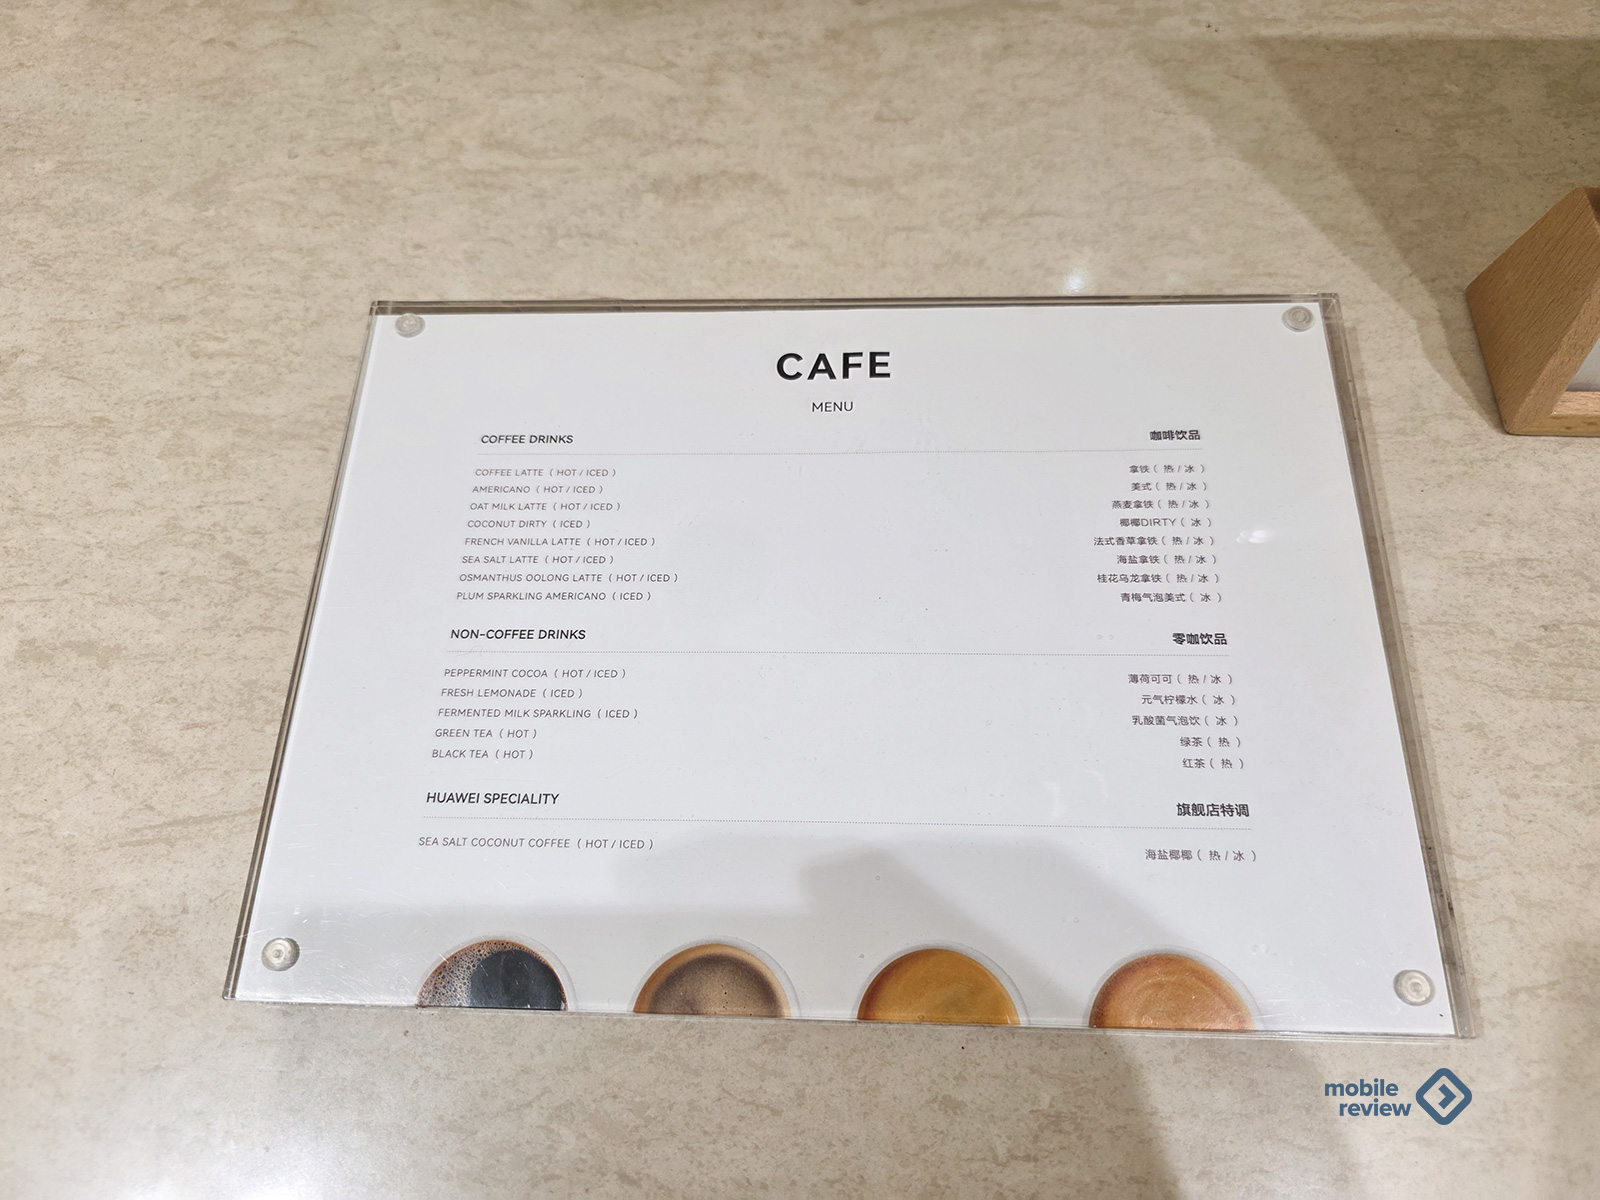 CAFE
MENU
COFFEE DRINKS 咖啡饮品
COFFEE LATTE ( HOT / ICED ) 拿铁 ( 热 / 冰 )
AMERICANO ( HOT / ICED ) 美式 ( 热 / 冰 )
OAT MILK LATTE ( HOT / ICED ) 燕麦拿铁 ( 热 / 冰 )
COCONUT DIRTY ( ICED ) 椰椰DIRTY ( 冰 )
FRENCH VANILLA LATTE ( HOT / ICED ) 法式香草拿铁 ( 热 / 冰 )
SEA SALT LATTE ( HOT / ICED ) 海盐拿铁 ( 热 / 冰 )
OSMANTHUS OOLONG LATTE ( HOT / ICED ) 桂花乌龙拿铁 ( 热 / 冰 )
PLUM SPARKLING AMERICANO ( ICED ) 青梅气泡美式 ( 冰 )
NON-COFFEE DRINKS 零咖饮品
PEPPERMINT COCOA ( HOT / ICED ) 薄荷可可 ( 热 / 冰 )
FRESH LEMONADE ( ICED ) 元气柠檬水 ( 冰 )
FERMENTED MILK SPARKLING ( ICED ) 乳酸菌气泡饮 ( 冰 )
GREEN TEA ( HOT ) 绿茶 ( 热 )
BLACK TEA ( HOT ) 红茶 ( 热 )
HUAWEI SPECIALITY 旗舰店特调
SEA SALT COCONUT COFFEE ( HOT / ICED ) 海盐椰椰 ( 热 / 冰 )
mobile
review